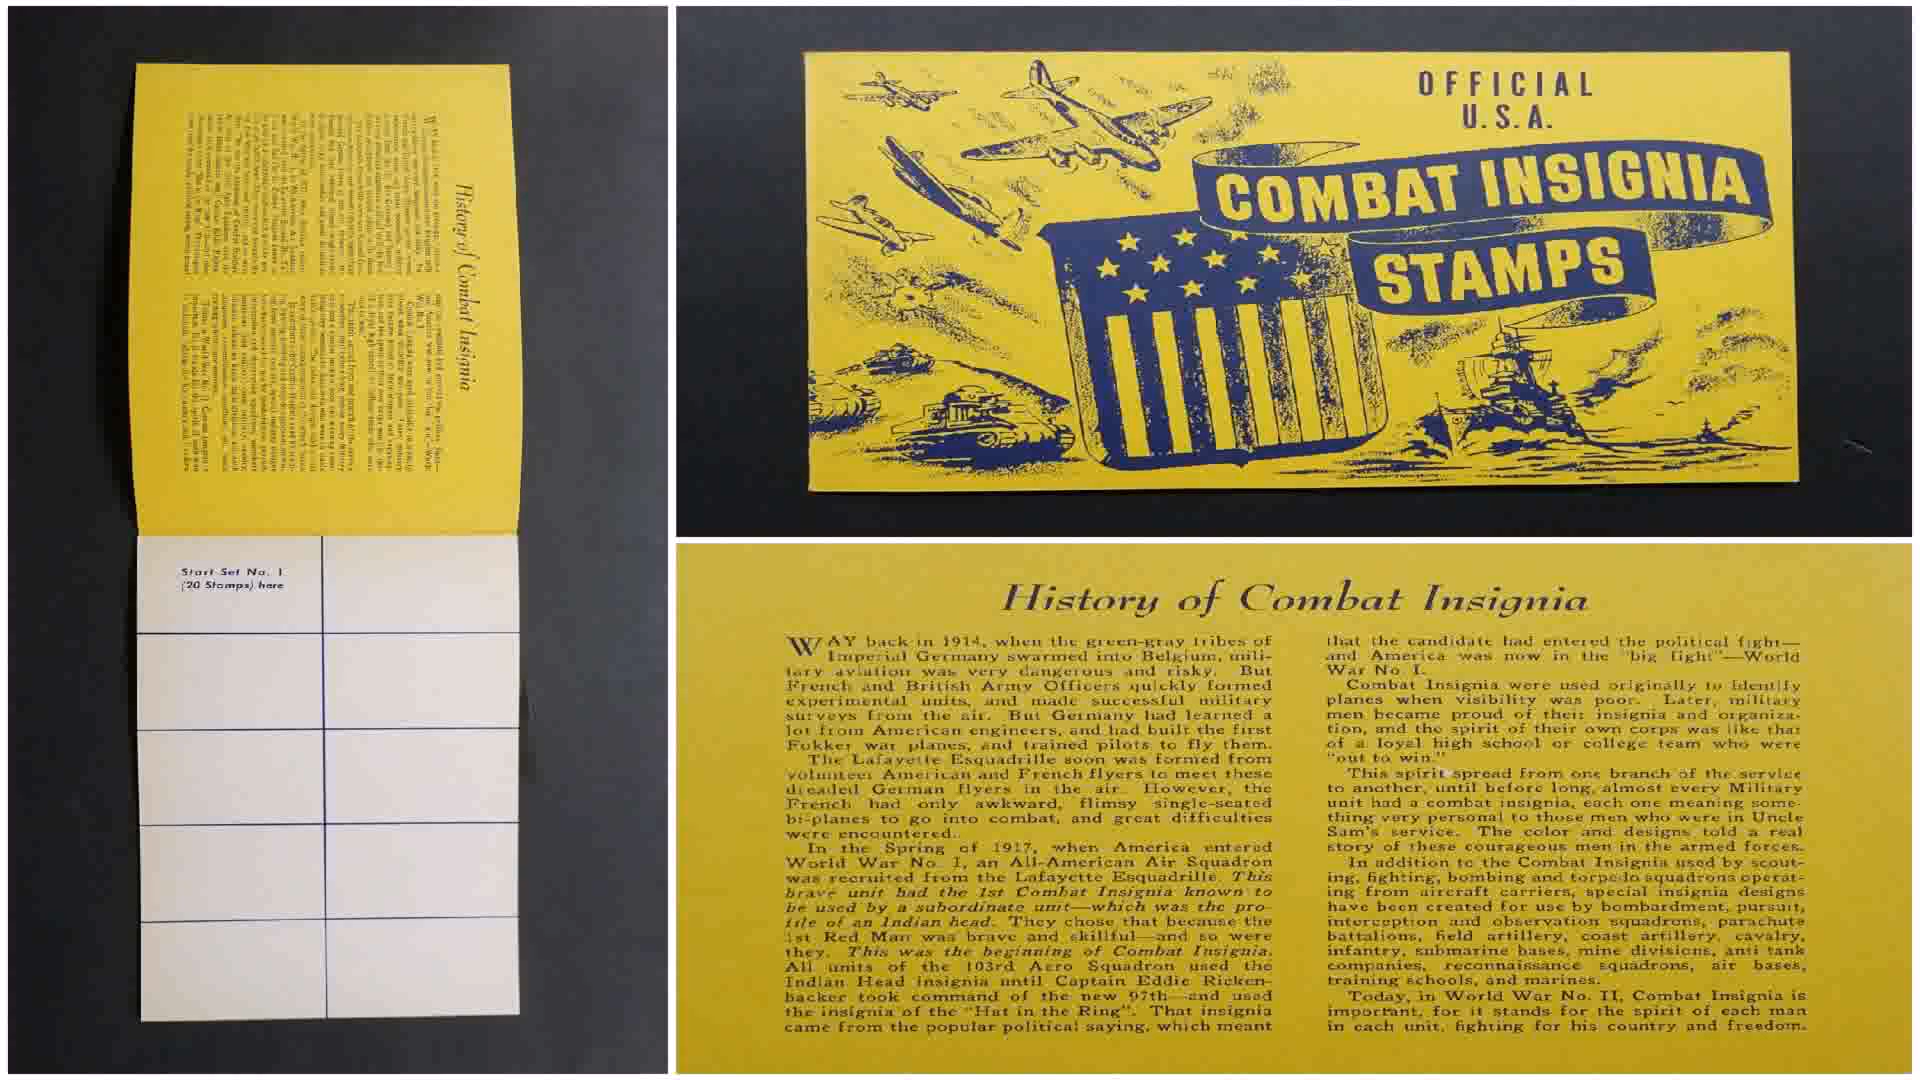 History of Combat Insignia
Start Set No. 1
(20 Stamps) here
OFFICIAL
U.S.A.
COMBAT INSIGNIA
STAMPS
History of Combat Insignia
WAY back in 1914, when the green-gray tribes of
Imperial Germany swarmed into Belgium, mili-
tary aviation was very dangerous and risky. But
French and British Army Officers quickly formed
experimental units, and made successful military
surveys from the air. But Germany had learned a
lot from American engineers, and had built the first
Fokker war planes, and trained pilots to fly them.
The Lafayette Esquadrille soon was formed from
volunteer American and French flyers to meet these
dreaded German flyers in the air. However, the
French had only awkward, flimsy single-seated
bi-planes to go into combat, and great difficulties
were encountered.
In the Spring of 1917, when America entered
World War No. I, an All-American Air Squadron
was recruited from the Lafayette Esquadrille. This
brave unit had the 1st Combat Insignia known to
be used by a subordinate unit—which was the pro-
file of an Indian head. They chose that because the
1st Red Man was brave and skillful—and so were
they. This was the beginning of Combat Insignia.
All units of the 103rd Aero Squadron used the
Indian Head insignia until Captain Eddie Ricken-
backer took command of the new 97th—and used
the insignia of the "Hat in the Ring". That insignia
came from the popular political saying, which meant
that the candidate had entered the political fight—
and America was now in the "big fight"—World
War No. I.
Combat Insignia were used originally to identify
planes when visibility was poor. Later, military
men became proud of their insignia and organiza-
tion, and the spirit of their own corps was like that
of a loyal high school or college team who were
"out to win."
This spirit spread from one branch of the service
to another, until before long, almost every Military
unit had a combat insignia, each one meaning some-
thing very personal to those men who were in Uncle
Sam's service. The color and designs told a real
story of these courageous men in the armed forces.
In addition to the Combat Insignia used by scout-
ing, fighting, bombing and torpedo squadrons operat-
ing from aircraft carriers, special insignia designs
have been created for use by bombardment, pursuit,
interception and observation squadrons, parachute
battalions, field artillery, coast artillery, cavalry,
infantry, submarine bases, mine divisions, anti tank
companies, reconnaissance squadrons, air bases,
training schools, and marines.
Today, in World War No. II, Combat Insignia is
important, for it stands for the spirit of each man
in each unit, fighting for his country and freedom.